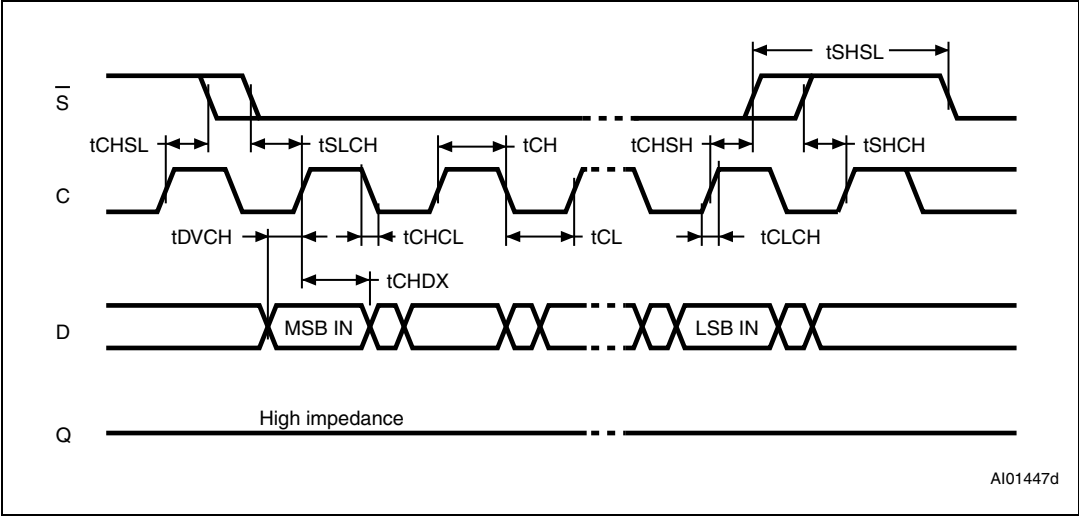 tSHSL
S̅
tCHSL tSLCH tCH tCHSH tSHCH
C
tDVCH tCHCL tCL tCLCH
tCHDX
D MSB IN LSB IN
High impedance
Q
AI01447d